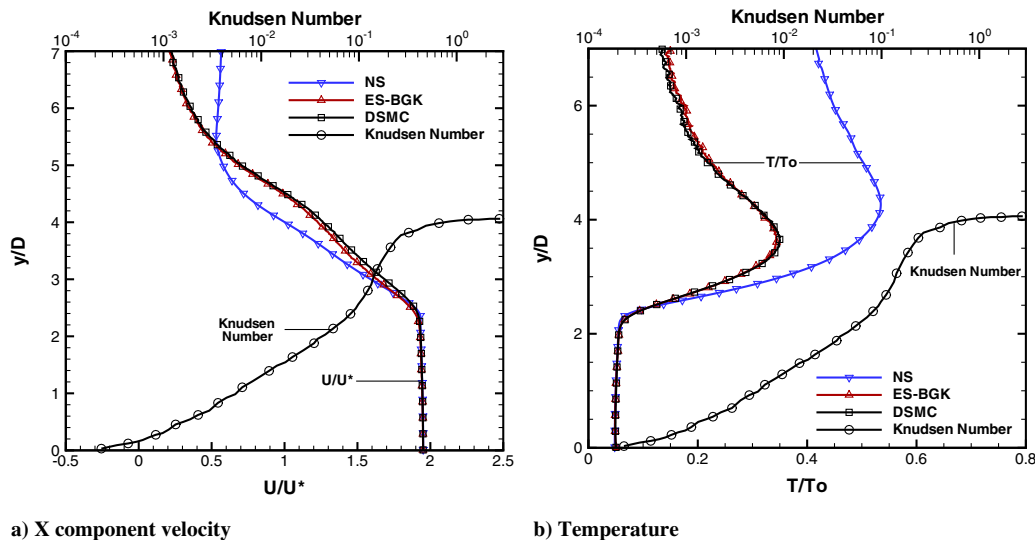 Knudsen Number
10-4 10-3 10-2 10-1 100
7
6
5
4
3
2
1
0
y/D
NS
ES-BGK
DSMC
Knudsen Number
Knudsen
Number
U/U*
-0.5 0 0.5 1 1.5 2 2.5
U/U*
a) X component velocity
Knudsen Number
10-4 10-3 10-2 10-1 100
6
4
2
0
y/D
T/To
Knudsen Number
NS
ES-BGK
DSMC
Knudsen Number
0 0.2 0.4 0.6 0.8
T/To
b) Temperature